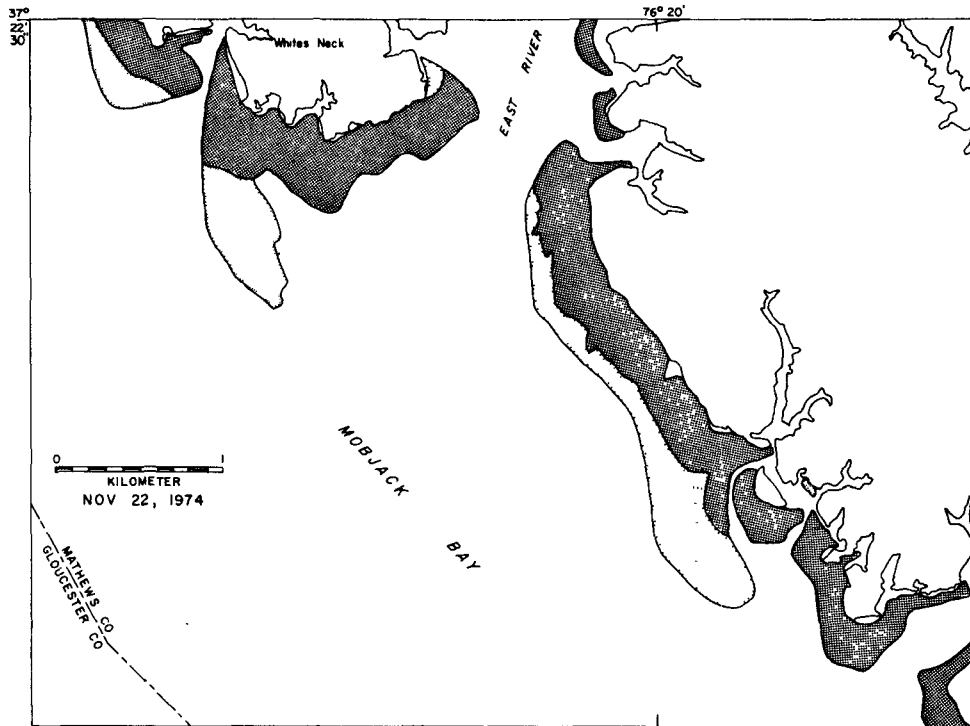 37°
22'
30"
76° 20'
Whites Neck
EAST RIVER
MOBJACK
BAY
0 1
KILOMETER
NOV 22, 1974
MATHEWS CO
GLOUCESTER CO